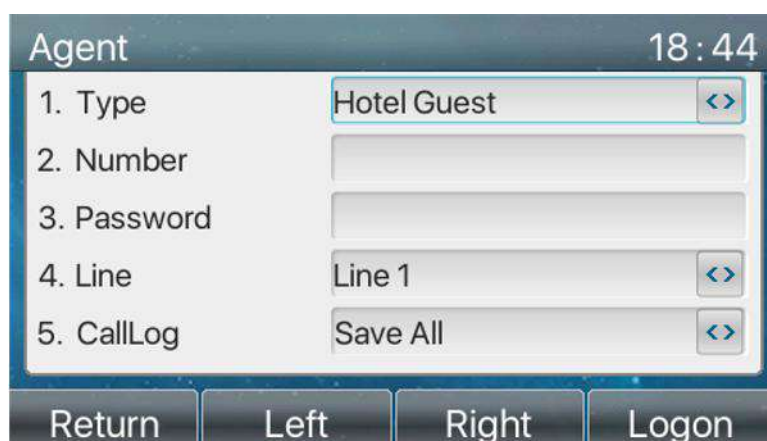 Agent 18:44
1. Type Hotel Guest <>
2. Number
3. Password
4. Line Line 1 <>
5. CallLog Save All <>
Return Left Right Logon